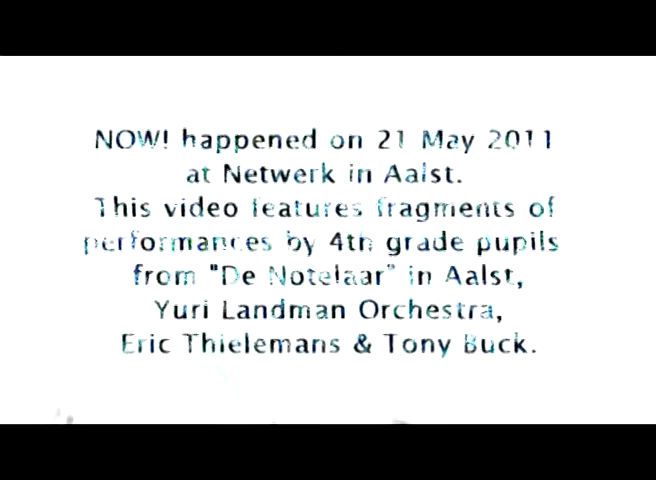 NOW! happened on 21 May 2011
at Netwerk in Aalst.
This video features fragments of
performances by 4th grade pupils
from "De Notelaar" in Aalst,
Yuri Landman Orchestra,
Eric Thielemans & Tony Buck.